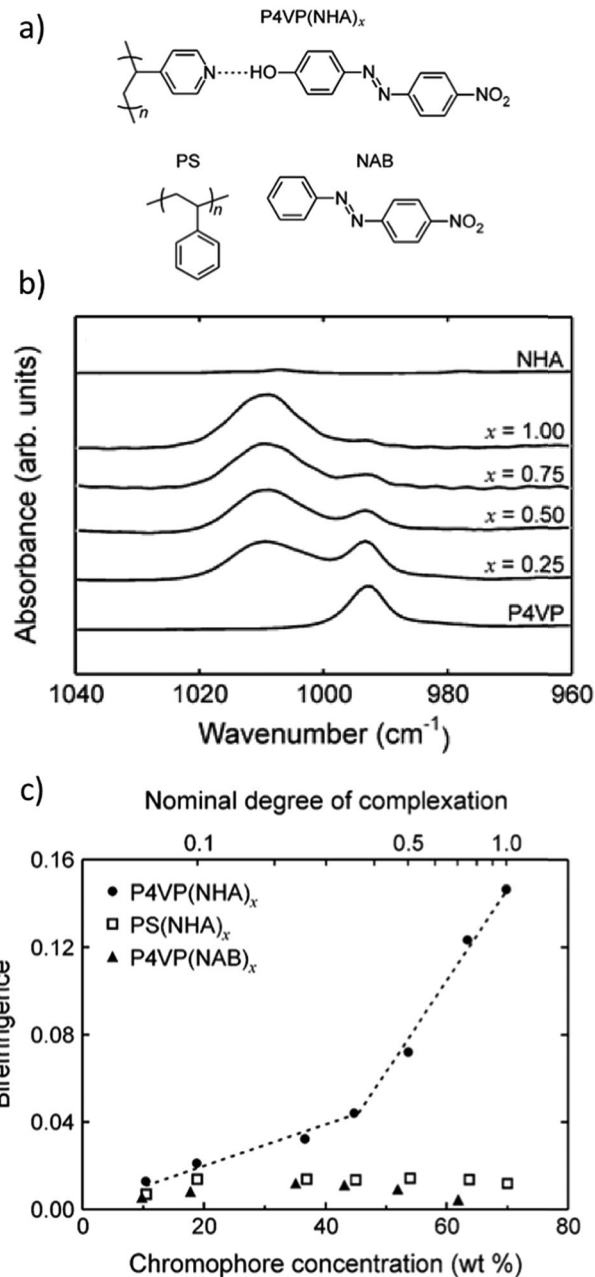 a)
P4VP(NHA)x
n
N
HO
N
N
NO2
PS
NAB
n
N
N
NO2
b)
Absorbance (arb. units)
NHA
x = 1.00
x = 0.75
x = 0.50
x = 0.25
P4VP
1040 1020 1000 980 960
Wavenumber (cm-1)
c)
Nominal degree of complexation
0.1 0.5 1.0
0.16
0.12
0.08
0.04
0.00
P4VP(NHA)x
PS(NHA)x
P4VP(NAB)x
Birefringence
0 20 40 60 80
Chromophore concentration (wt %)